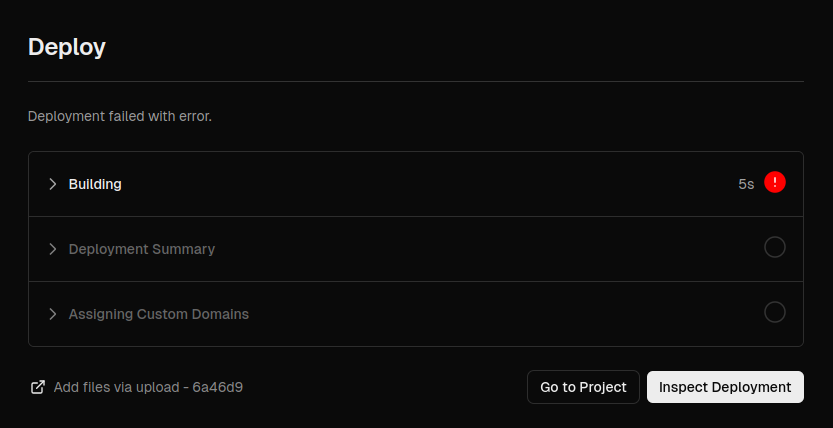 Deploy
Deployment failed with error.
Building 5s
Deployment Summary
Assigning Custom Domains
Add files via upload - 6a46d9 Go to Project Inspect Deployment